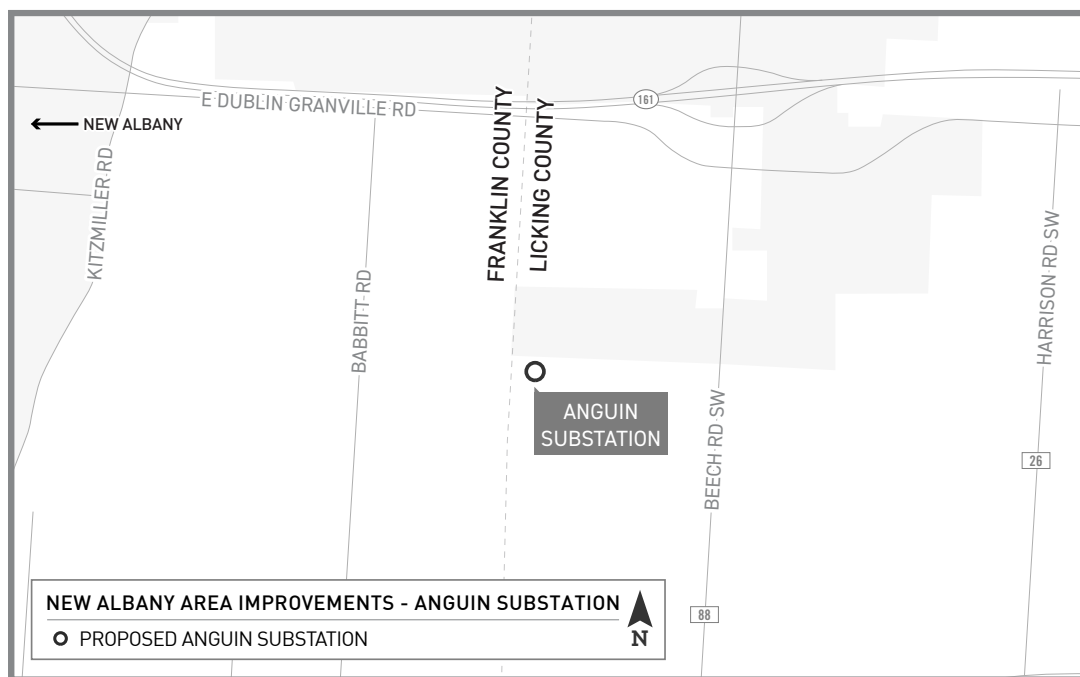 E DUBLIN GRANVILLE RD
161
NEW ALBANY
KITZMILLER RD
FRANKLIN COUNTY
LICKING COUNTY
BABBITT RD
HARRISON RD SW
ANGUIN
SUBSTATION
BEECH RD SW
26
88
NEW ALBANY AREA IMPROVEMENTS - ANGUIN SUBSTATION
PROPOSED ANGUIN SUBSTATION
N